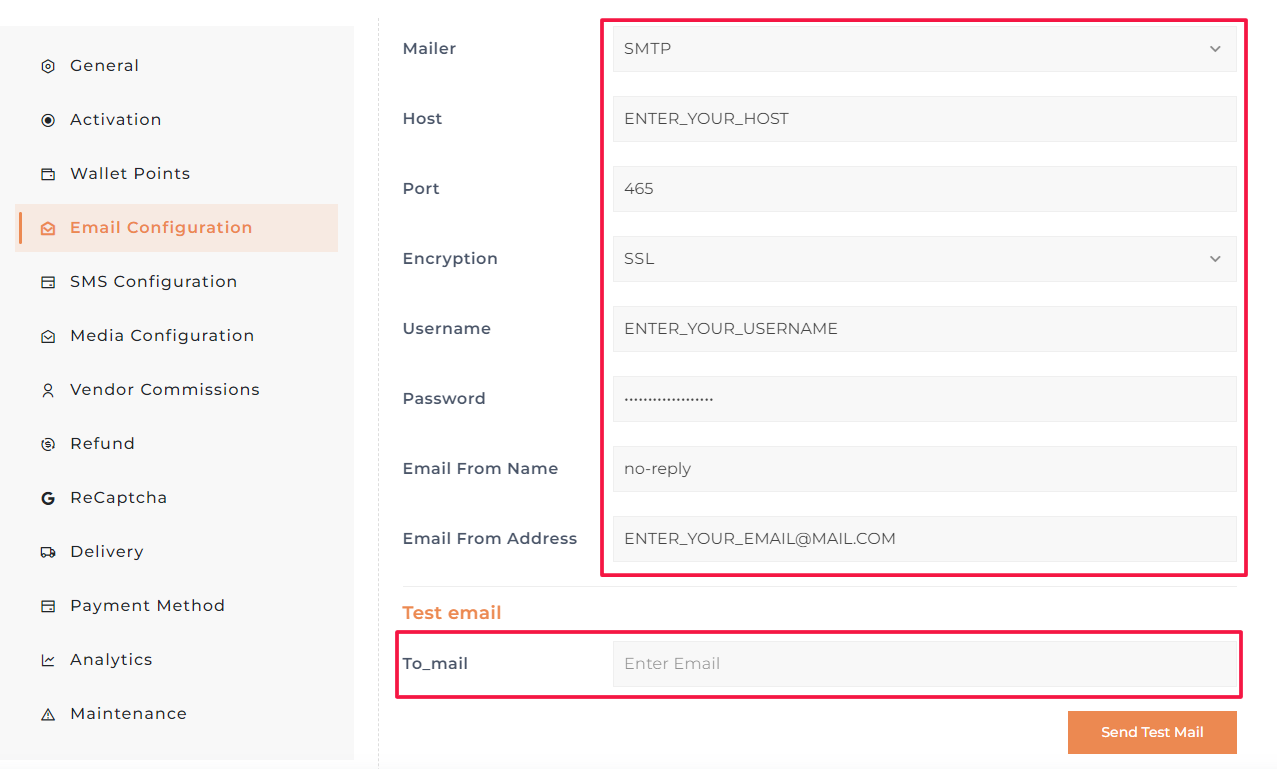 General
Activation
Wallet Points
Email Configuration
SMS Configuration
Media Configuration
Vendor Commissions
Refund
ReCaptcha
Delivery
Payment Method
Analytics
Maintenance
Mailer SMTP
Host ENTER_YOUR_HOST
Port 465
Encryption SSL
Username ENTER_YOUR_USERNAME
Password •••••••••••••••••••
Email From Name no-reply
Email From Address ENTER_YOUR_EMAIL@MAIL.COM
Test email
To_mail Enter Email
Send Test Mail